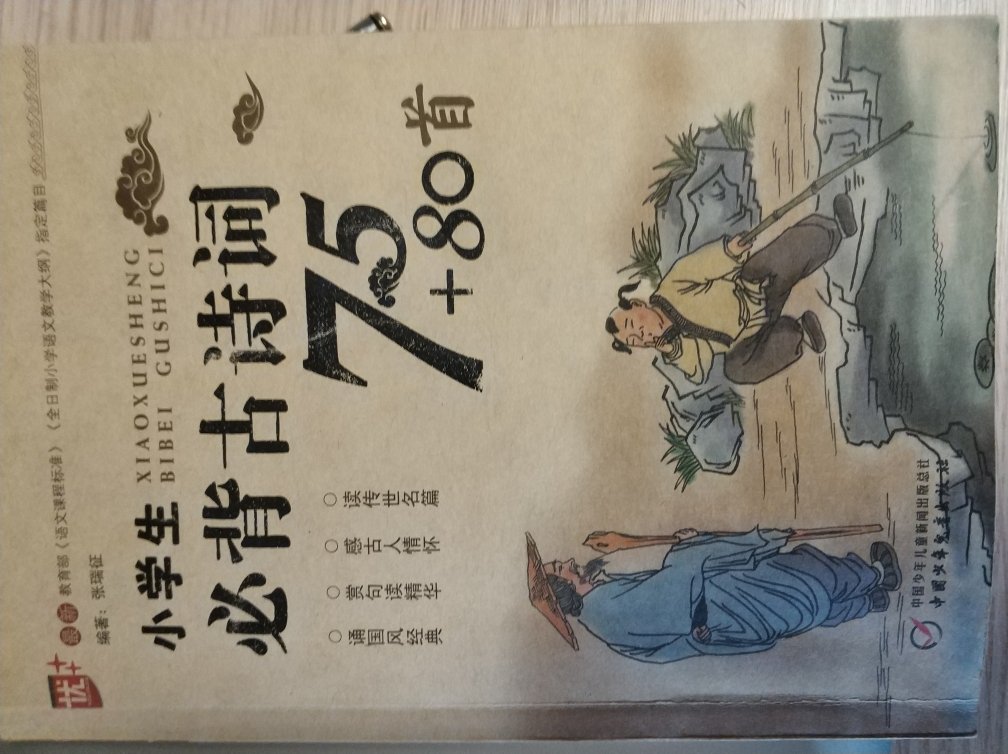 优++
最新 教育部《语文课程标准》《全日制小学语文教学大纲》指定篇目
编著：张瑞征
小学生
XIAOXUESHENG
BIBEI GUSHICI
必背古诗词
75
+80首
○诵国风经典
○赏句读精华
○感古人情怀
○读传世名篇
中国少年儿童新闻出版总社
中国少年儿童出版社